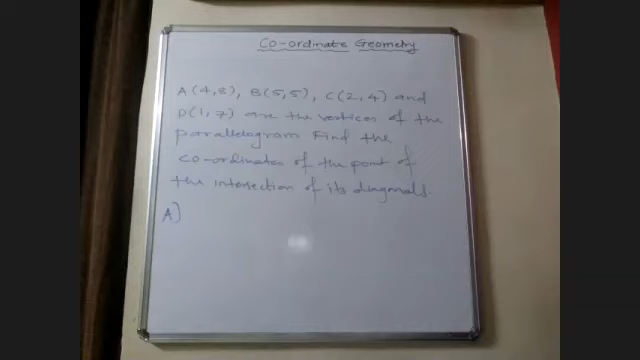 Co-ordinate Geometry
A(4,8), B(5,5), C(2,4) and
D(1,7) are the vertices of the
parallelogram Find the
co-ordinates of the point of
the intersection of its diagonals.
A)